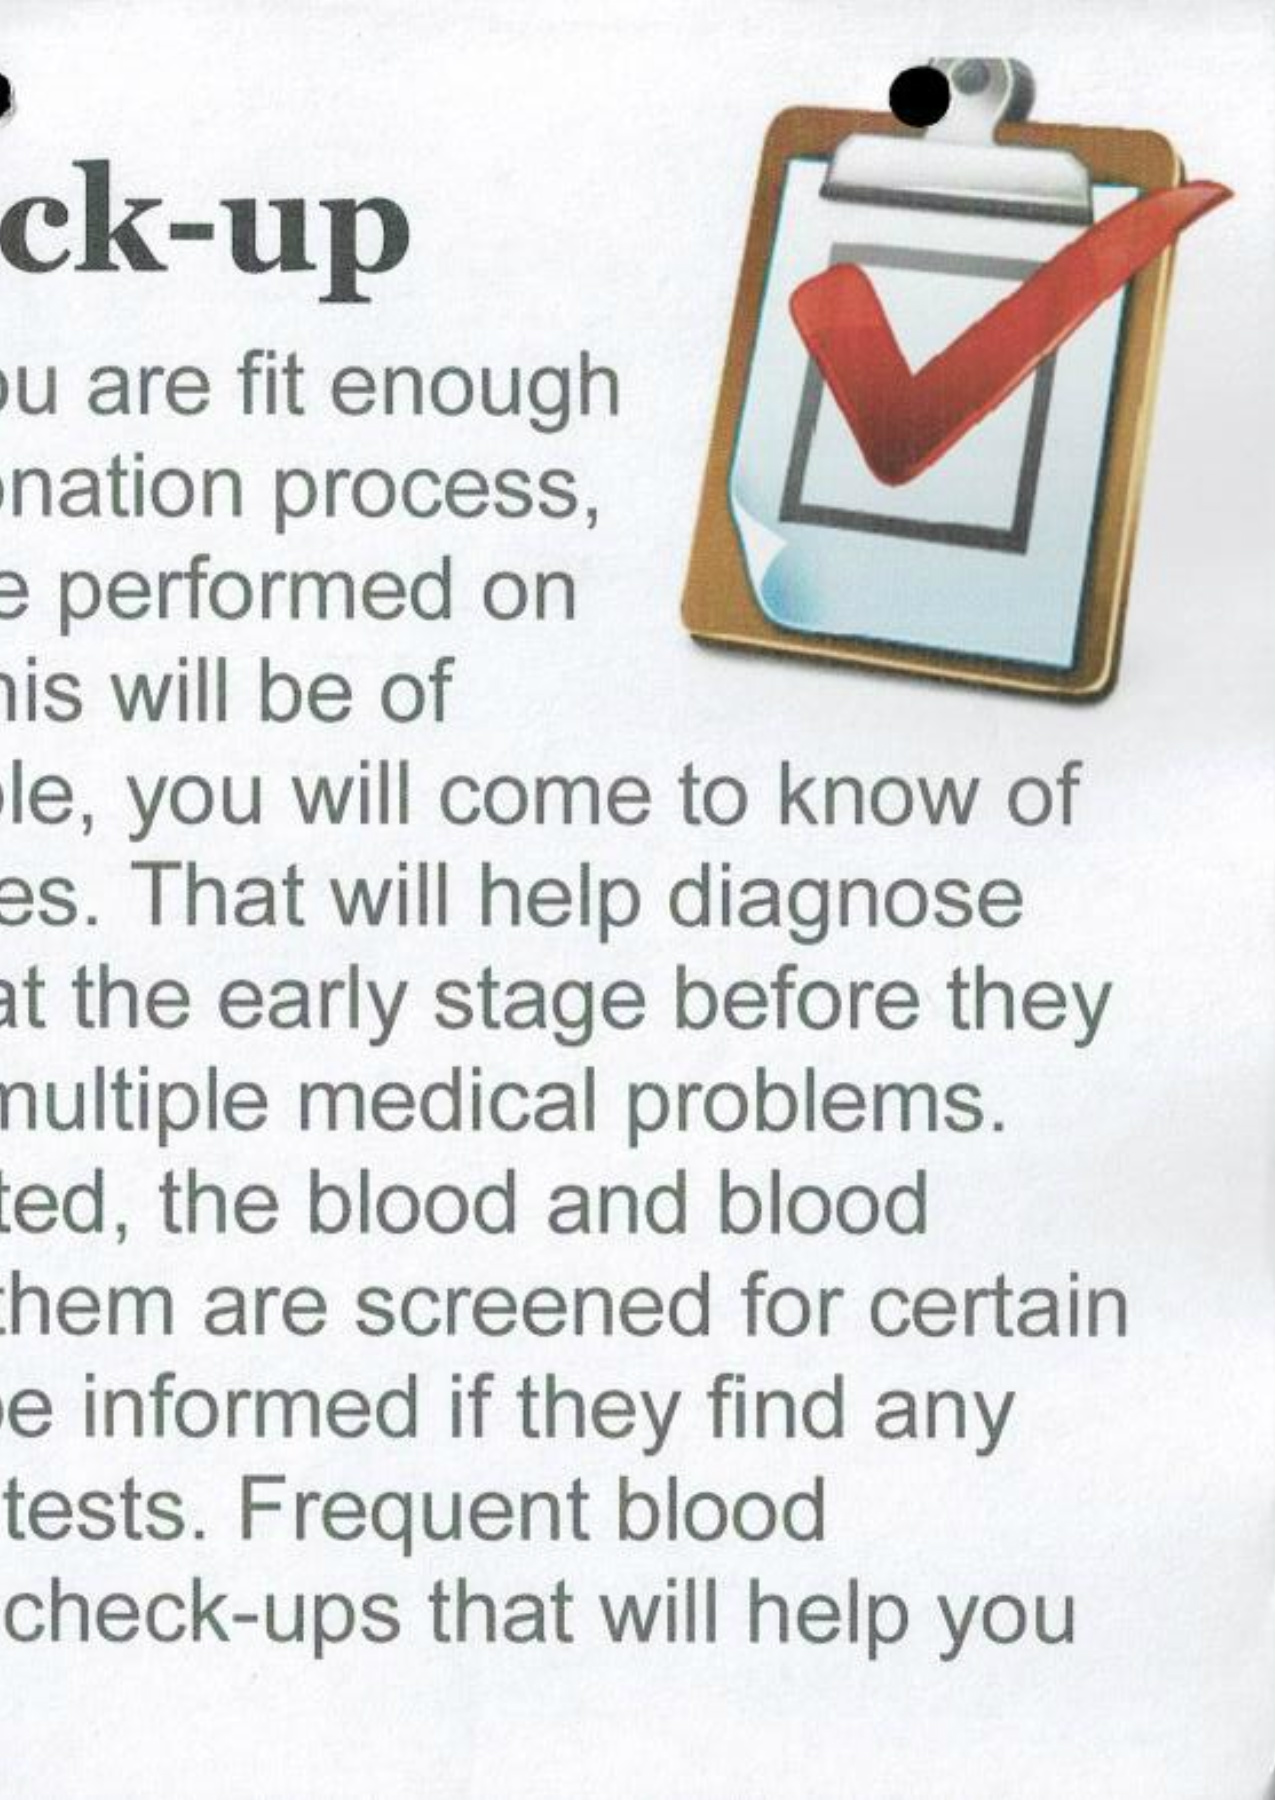 ck-up
ou are fit enough
onation process,
e performed on
his will be of
ole, you will come to know of
es. That will help diagnose
at the early stage before they
multiple medical problems.
ted, the blood and blood
them are screened for certain
be informed if they find any
tests. Frequent blood
check-ups that will help you